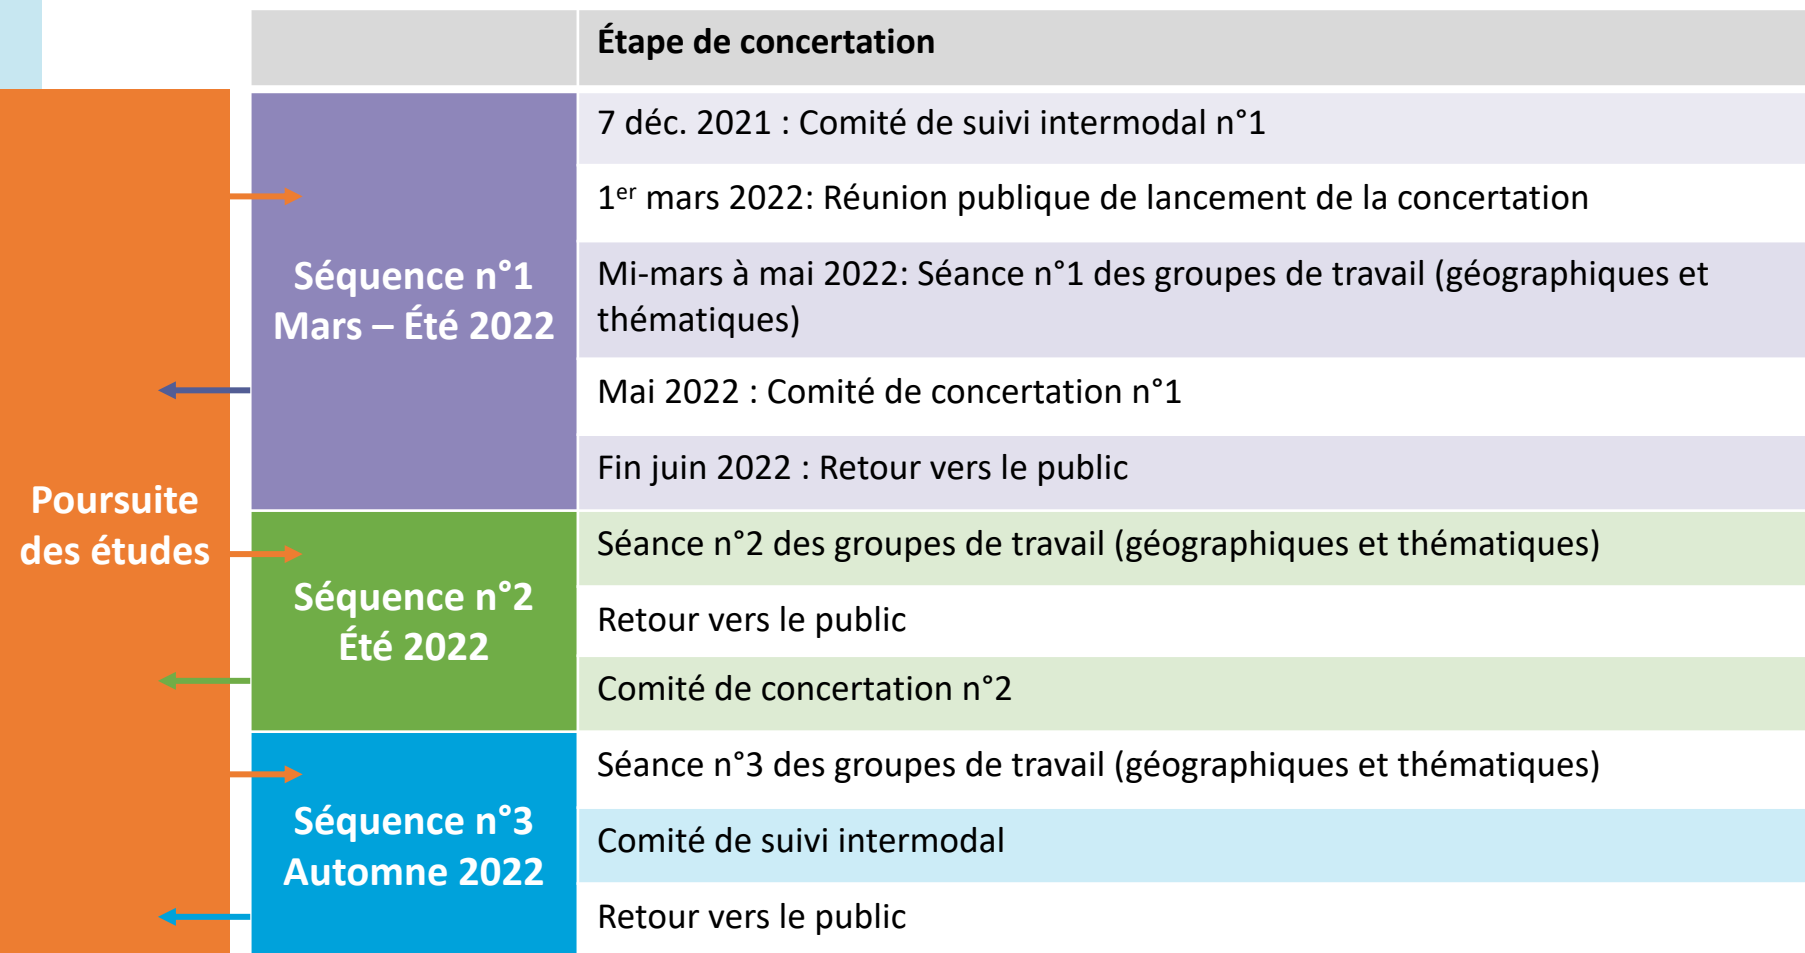 Étape de concertation
Poursuite
des études
Séquence n°1
Mars – Été 2022
7 déc. 2021 : Comité de suivi intermodal n°1
1er mars 2022: Réunion publique de lancement de la concertation
Mi-mars à mai 2022: Séance n°1 des groupes de travail (géographiques et
thématiques)
Mai 2022 : Comité de concertation n°1
Fin juin 2022 : Retour vers le public
Séquence n°2
Été 2022
Séance n°2 des groupes de travail (géographiques et thématiques)
Retour vers le public
Comité de concertation n°2
Séquence n°3
Automne 2022
Séance n°3 des groupes de travail (géographiques et thématiques)
Comité de suivi intermodal
Retour vers le public